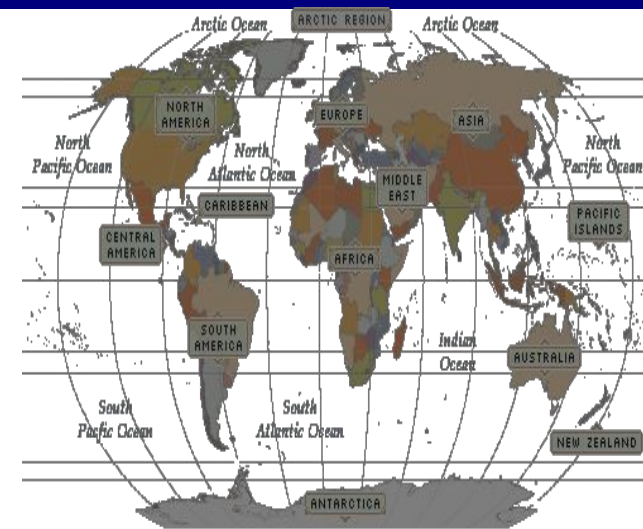 ARCTIC REGION
Arctic Ocean
Arctic Ocean
NORTH
AMERICA
EUROPE
ASIA
North
Pacific Ocean
North
Atlantic Ocean
North
Pacific Ocean
MIDDLE
EAST
CARIBBEAN
PACIFIC
ISLANDS
CENTRAL
AMERICA
AFRICA
SOUTH
AMERICA
Indian
Ocean
AUSTRALIA
South
Pacfic Ocean
South
Atlantic Ocean
NEW ZEALAND
ANTARCTICA